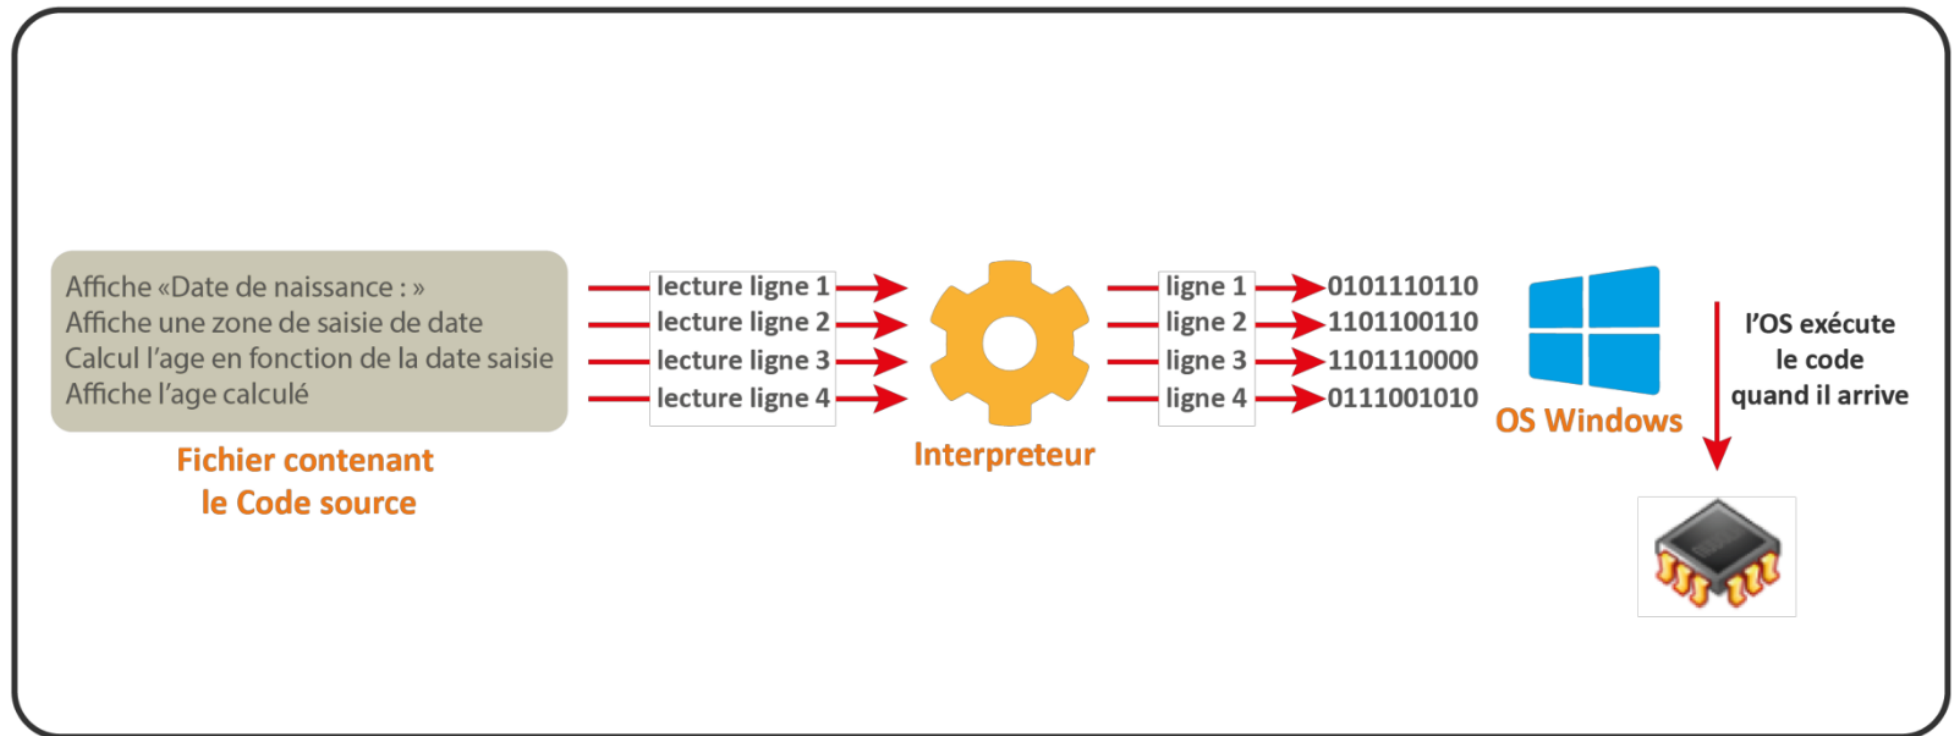 Affiche «Date de naissance : »
Affiche une zone de saisie de date
Calcul l'age en fonction de la date saisie
Affiche l'age calculé
Fichier contenant
le Code source
lecture ligne 1
lecture ligne 2
lecture ligne 3
lecture ligne 4
Interpreteur
ligne 1
ligne 2
ligne 3
ligne 4
0101110110
1101100110
1101110000
0111001010
OS Windows
l'OS exécute
le code
quand il arrive